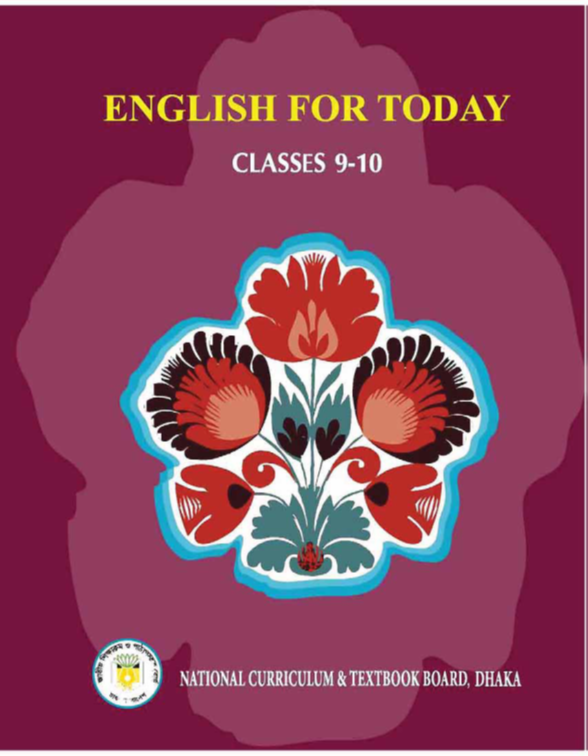 ENGLISH FOR TODAY
CLASSES 9-10
NATIONAL CURRICULUM & TEXTBOOK BOARD, DHAKA